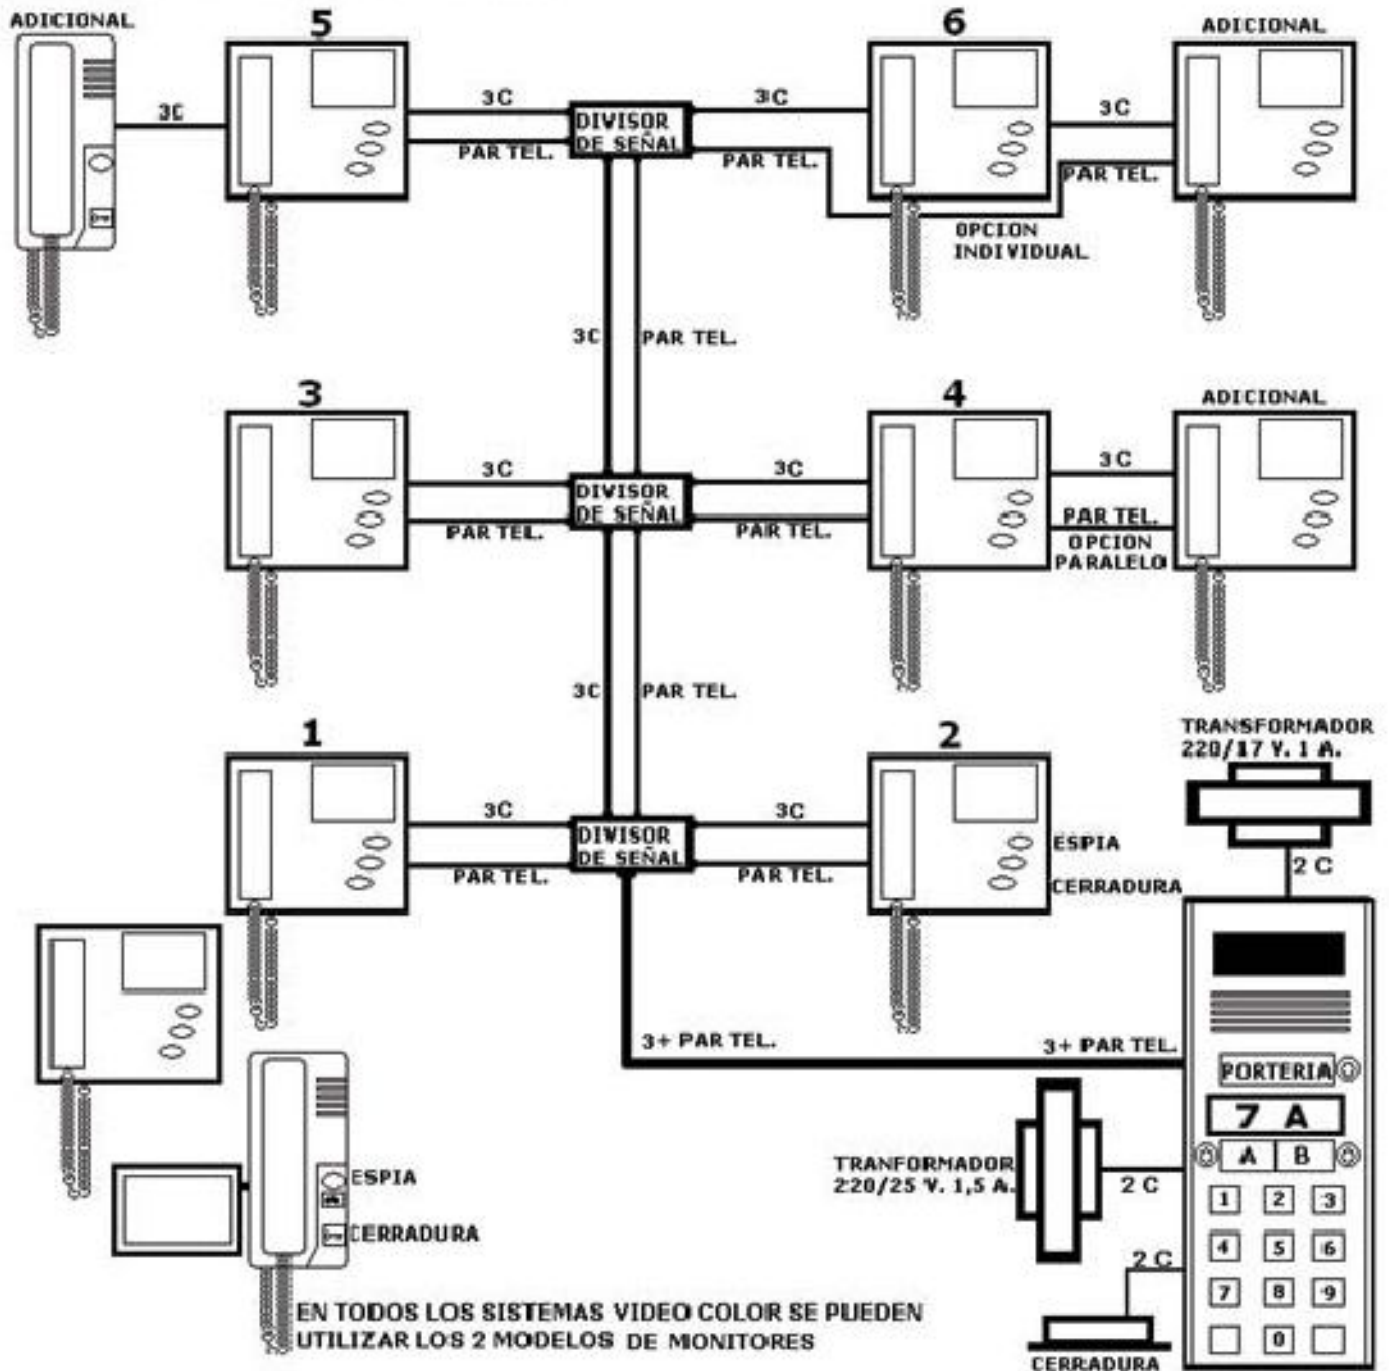 ADICIONAL
5
6
ADICIONAL
3C
3C
DIVISOR
DE SEÑAL
3C
3C
PAR TEL.
PAR TEL.
PAR TEL.
OPCION
INDIVIDUAL
3C
PAR TEL.
3
4
ADICIONAL
3C
DIVISOR
DE SEÑAL
3C
3C
PAR TEL.
PAR TEL.
PAR TEL.
OPCION
PARALELO
3C
PAR TEL.
1
2
TRANSFORMADOR
220/17 V. 1 A.
3C
DIVISOR
DE SEÑAL
3C
ESPIA
2 C
PAR TEL.
PAR TEL.
CERRADURA
3+ PAR TEL.
3+ PAR TEL.
PORTERIA
7 A
A
B
TRANFORMADOR
220/25 V. 1,5 A.
2 C
ESPIA
CERRADURA
1 2 3
4 5 6
7 8 9
0
2 C
EN TODOS LOS SISTEMAS VIDEO COLOR SE PUEDEN
UTILIZAR LOS 2 MODELOS DE MONITORES
CERRADURA